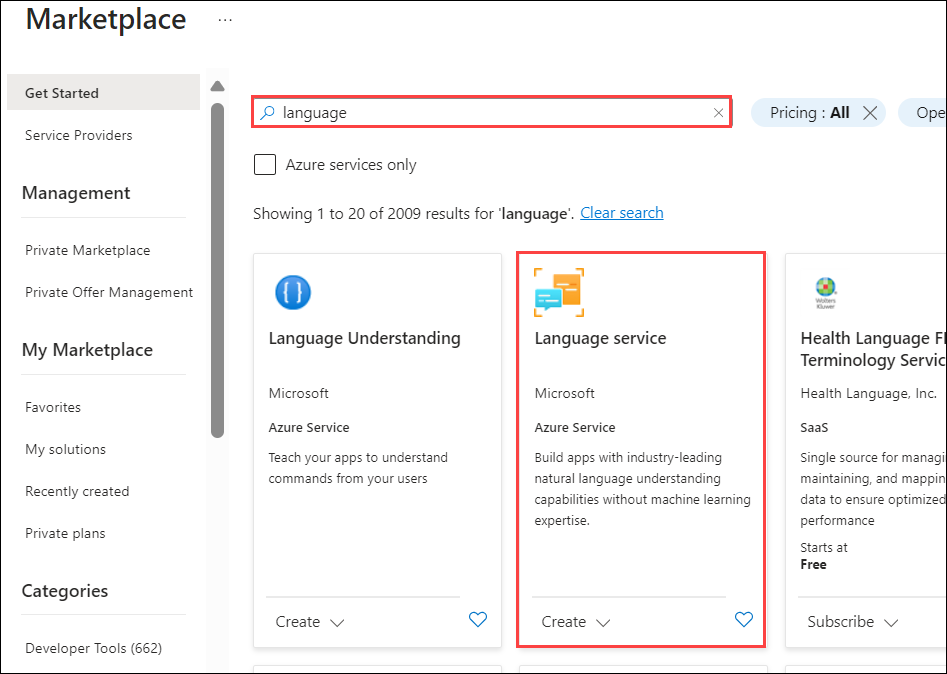 Marketplace ...
Get Started
Service Providers
Management
Private Marketplace
Private Offer Management
My Marketplace
Favorites
My solutions
Recently created
Private plans
Categories
Developer Tools (662)
language
Pricing : All
Ope
Azure services only
Showing 1 to 20 of 2009 results for 'language'. Clear search
Language Understanding
Microsoft
Azure Service
Teach your apps to understand
commands from your users
Create
Language service
Microsoft
Azure Service
Build apps with industry-leading
natural language understanding
capabilities without machine learning
expertise.
Create
Wolters
Kluwer
Health Language F
Terminology Servic
Health Language, Inc.
SaaS
Single source for managi
maintaining, and mappin
data to ensure optimized
performance
Starts at
Free
Subscribe